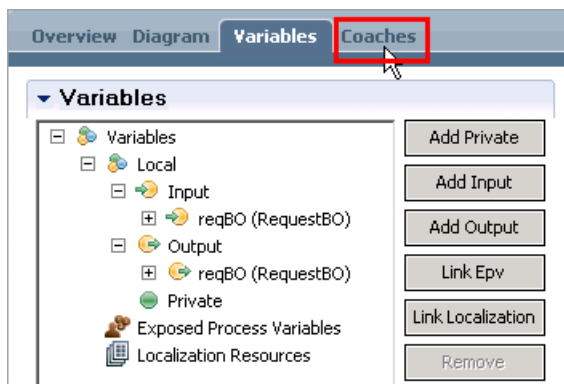 Overview Diagram Variables Coaches
Variables
Variables
Local
Input
reqBO (RequestBO)
Output
reqBO (RequestBO)
Private
Exposed Process Variables
Localization Resources
Add Private
Add Input
Add Output
Link Epv
Link Localization
Remove